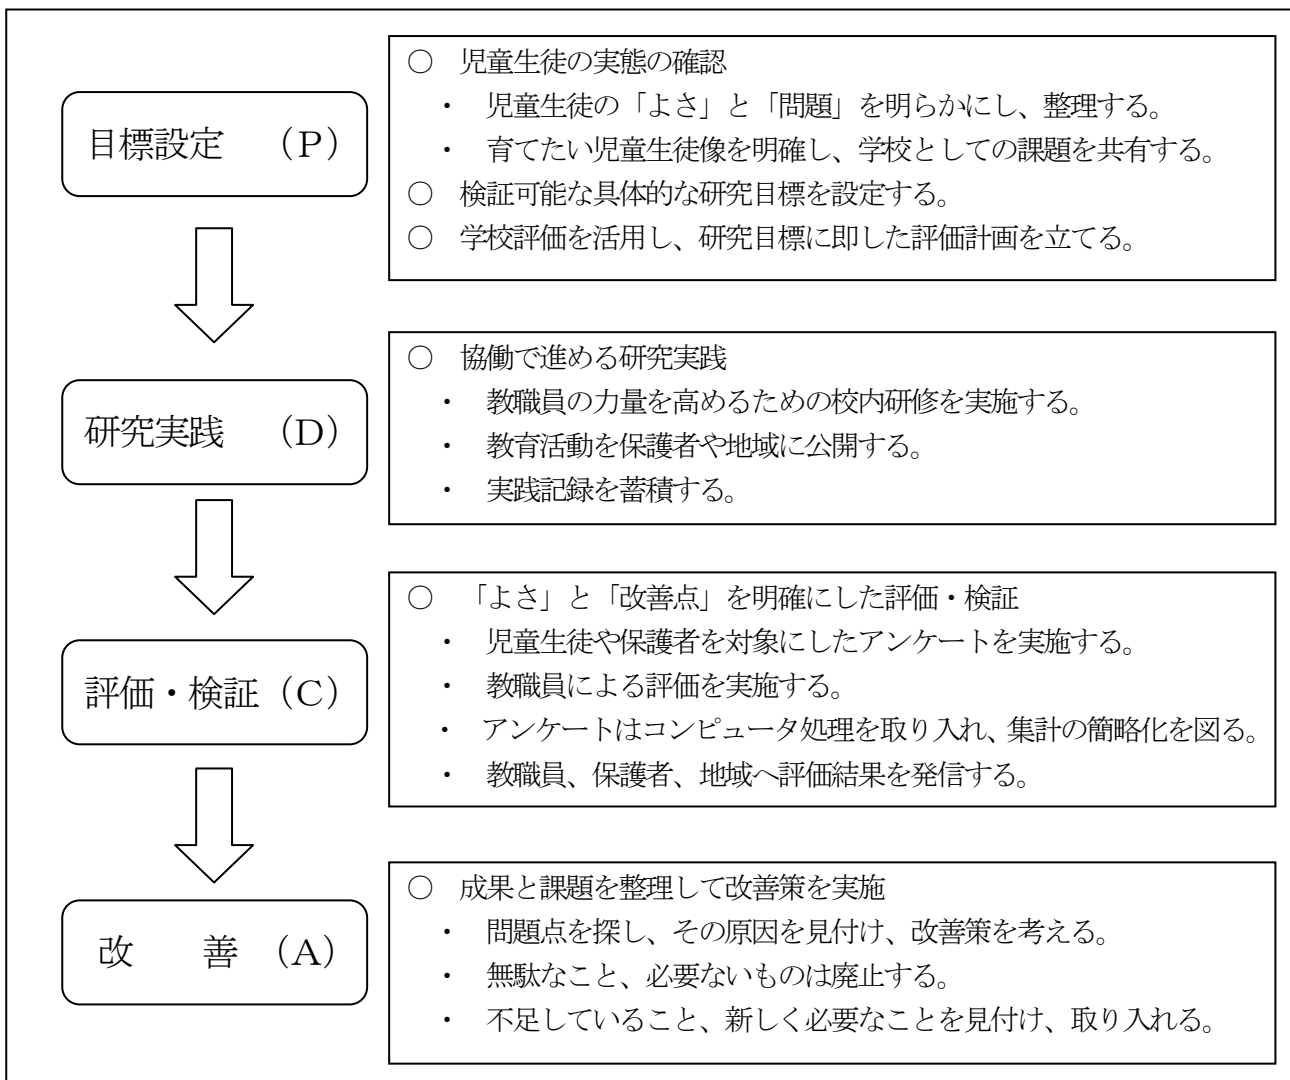 目標設定　（P）
○　児童生徒の実態の確認
・　児童生徒の「よさ」と「問題」を明らかにし、整理する。
・　育てたい児童生徒像を明確し、学校としての課題を共有する。
○　検証可能な具体的な研究目標を設定する。
○　学校評価を活用し、研究目標に即した評価計画を立てる。
研究実践　（D）
○　協働で進める研究実践
・　教職員の力量を高めるための校内研修を実施する。
・　教育活動を保護者や地域に公開する。
・　実践記録を蓄積する。
評価・検証（C）
○　「よさ」と「改善点」を明確にした評価・検証
・　児童生徒や保護者を対象にしたアンケートを実施する。
・　教職員による評価を実施する。
・　アンケートはコンピュータ処理を取り入れ、集計の簡略化を図る。
・　教職員、保護者、地域へ評価結果を発信する。
改　　善　（A）
○　成果と課題を整理して改善策を実施
・　問題点を探し、その原因を見付け、改善策を考える。
・　無駄なこと、必要ないものは廃止する。
・　不足していること、新しく必要なことを見付け、取り入れる。